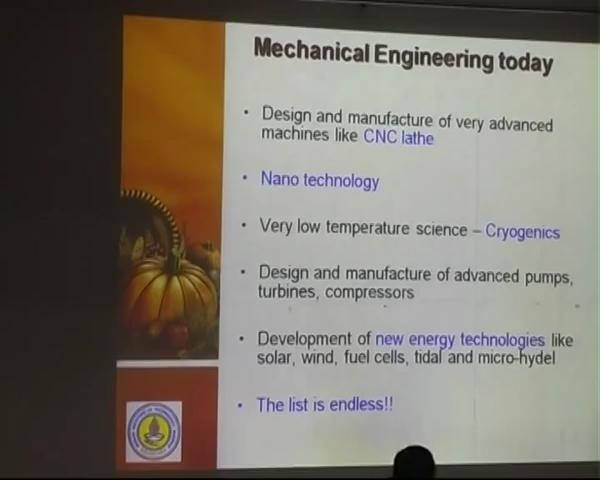 Mechanical Engineering today
• Design and manufacture of very advanced
machines like CNC lathe
• Nano technology
• Very low temperature science – Cryogenics
• Design and manufacture of advanced pumps,
turbines, compressors
• Development of new energy technologies like
solar, wind, fuel cells, tidal and micro-hydel
• The list is endless!!